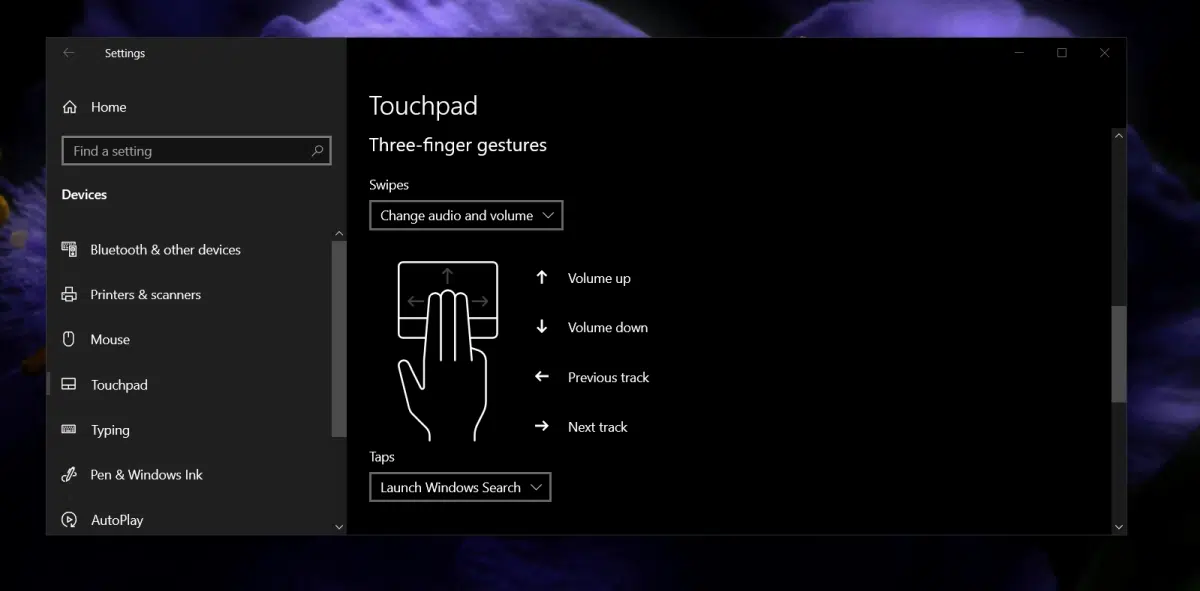 Settings
Home
Find a setting
Devices
Bluetooth & other devices
Printers & scanners
Mouse
Touchpad
Typing
Pen & Windows Ink
AutoPlay
Touchpad
Three-finger gestures
Swipes
Change audio and volume
Volume up
Volume down
Previous track
Next track
Taps
Launch Windows Search